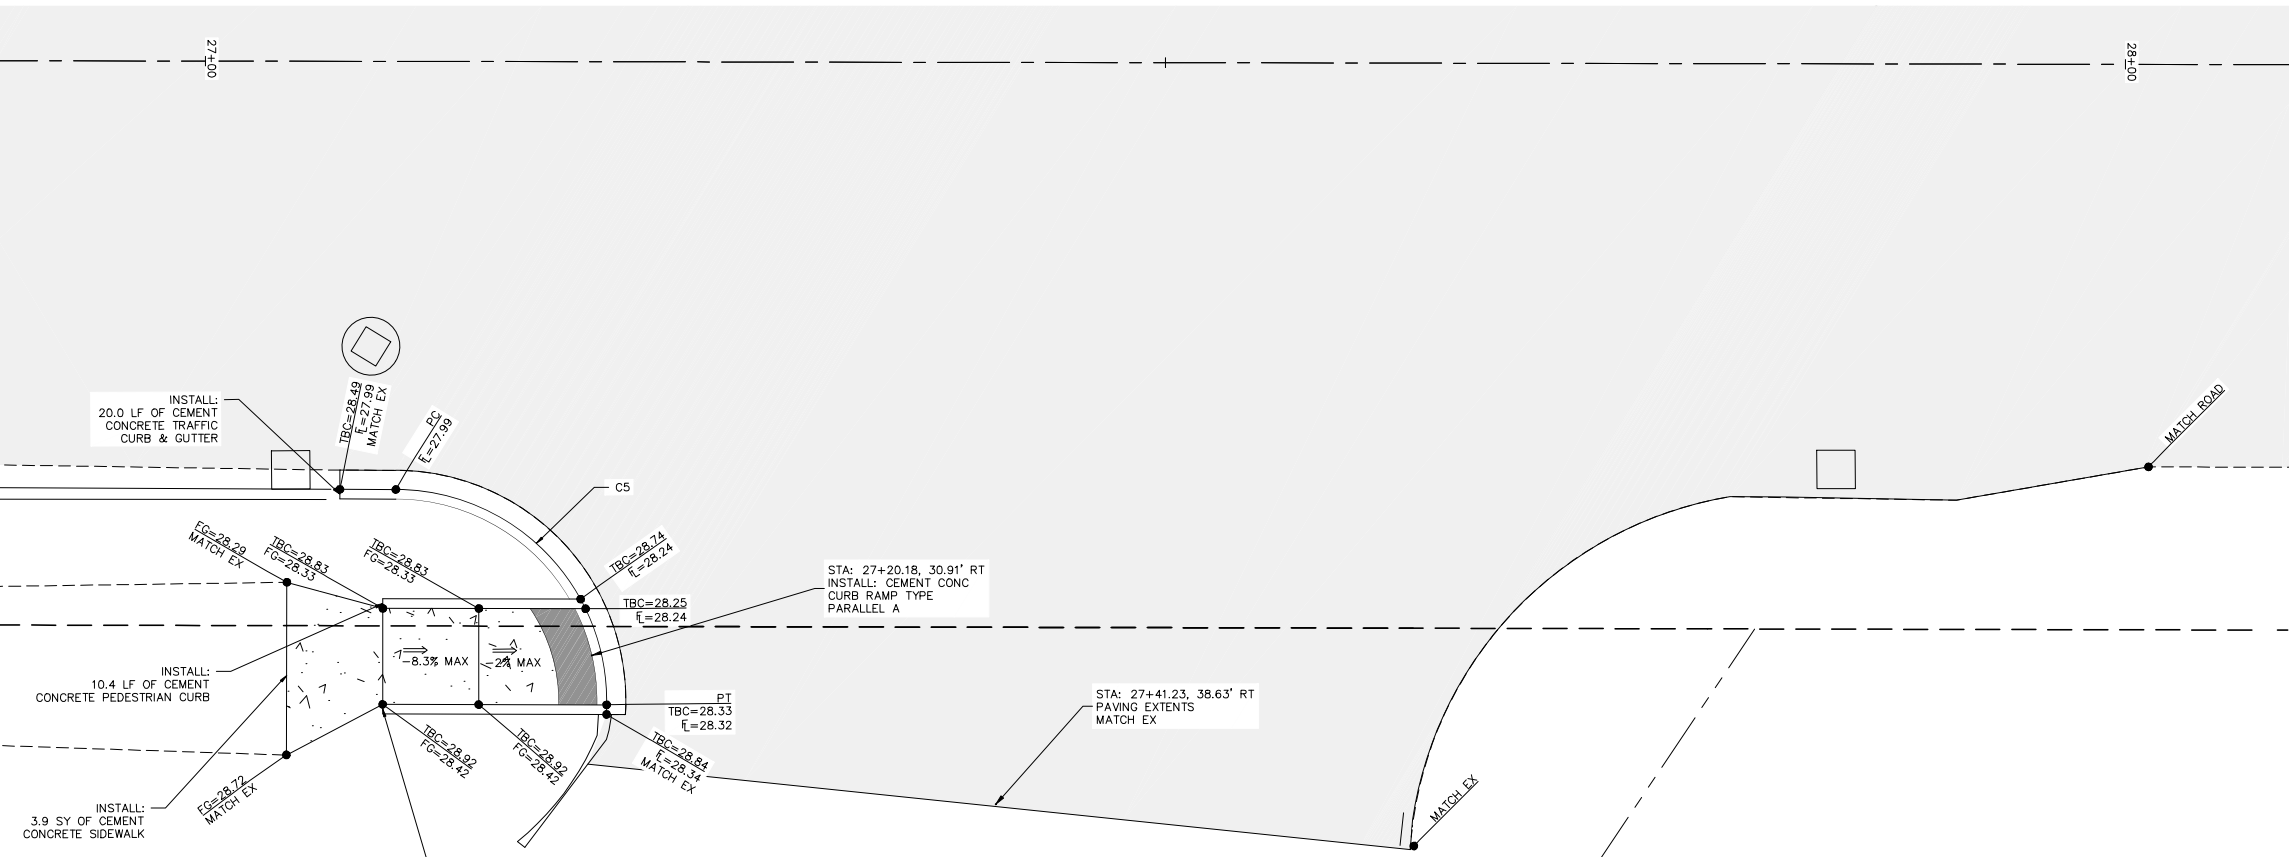 27+00
28+00
INSTALL:
20.0 LF OF CEMENT
CONCRETE TRAFFIC
CURB & GUTTER
TBC=28.49
FL=27.99
MATCH EX
PC
FL=27.99
MATCH ROAD
C5
FG=28.29
MATCH EX
TBC=28.83
FG=28.33
TBC=28.83
FG=28.33
TBC=28.74
FL=28.24
TBC=28.25
FL=28.24
STA: 27+20.18, 30.91' RT
INSTALL: CEMENT CONC
CURB RAMP TYPE
PARALLEL A
-8.3% MAX
-2% MAX
INSTALL:
10.4 LF OF CEMENT
CONCRETE PEDESTRIAN CURB
PT
TBC=28.33
FL=28.32
STA: 27+41.23, 38.63' RT
PAVING EXTENTS
MATCH EX
TBC=28.92
FG=28.42
TBC=28.92
FG=28.42
TBC=28.84
FL=28.34
MATCH EX
FG=28.72
MATCH EX
MATCH EX
INSTALL:
3.9 SY OF CEMENT
CONCRETE SIDEWALK